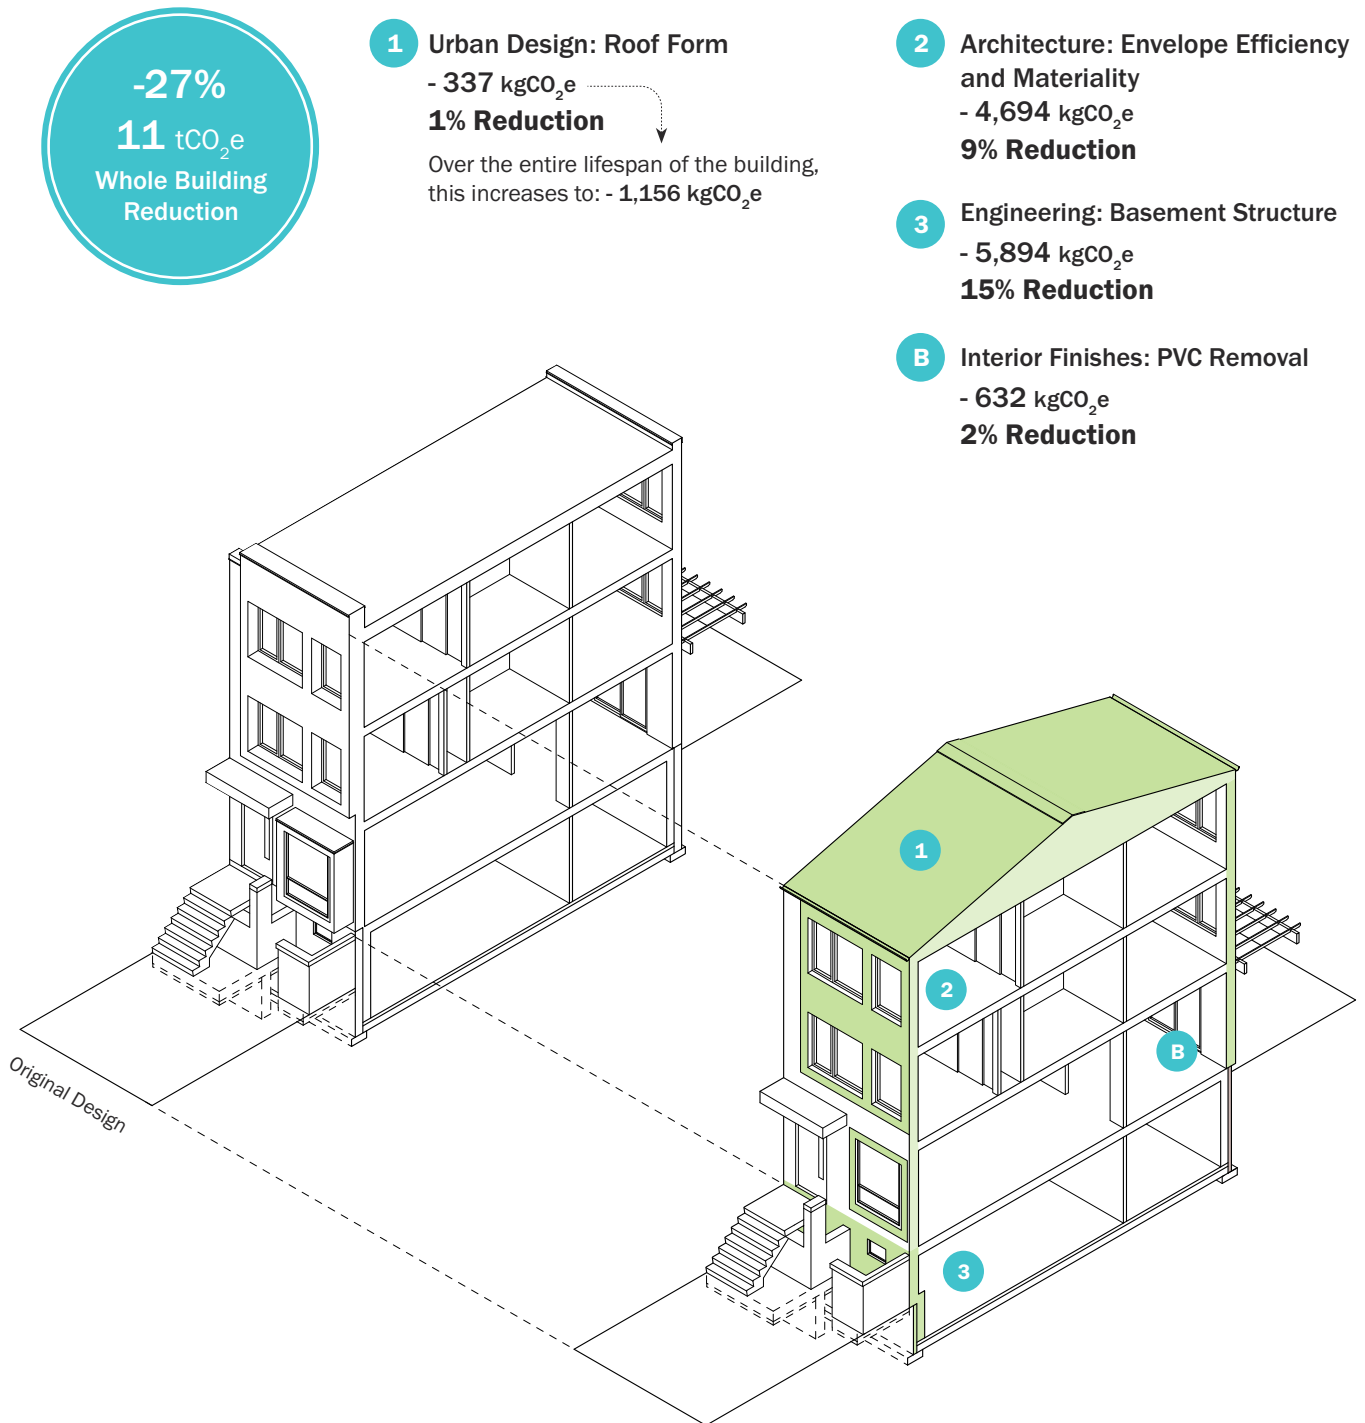 -27%
11 tCO₂e
Whole Building
Reduction
1 Urban Design: Roof Form
- 337 kgCO₂e
1% Reduction
Over the entire lifespan of the building,
this increases to: - 1,156 kgCO₂e
2 Architecture: Envelope Efficiency
and Materiality
- 4,694 kgCO₂e
9% Reduction
3 Engineering: Basement Structure
- 5,894 kgCO₂e
15% Reduction
B Interior Finishes: PVC Removal
- 632 kgCO₂e
2% Reduction
1
2
B
Original Design
3